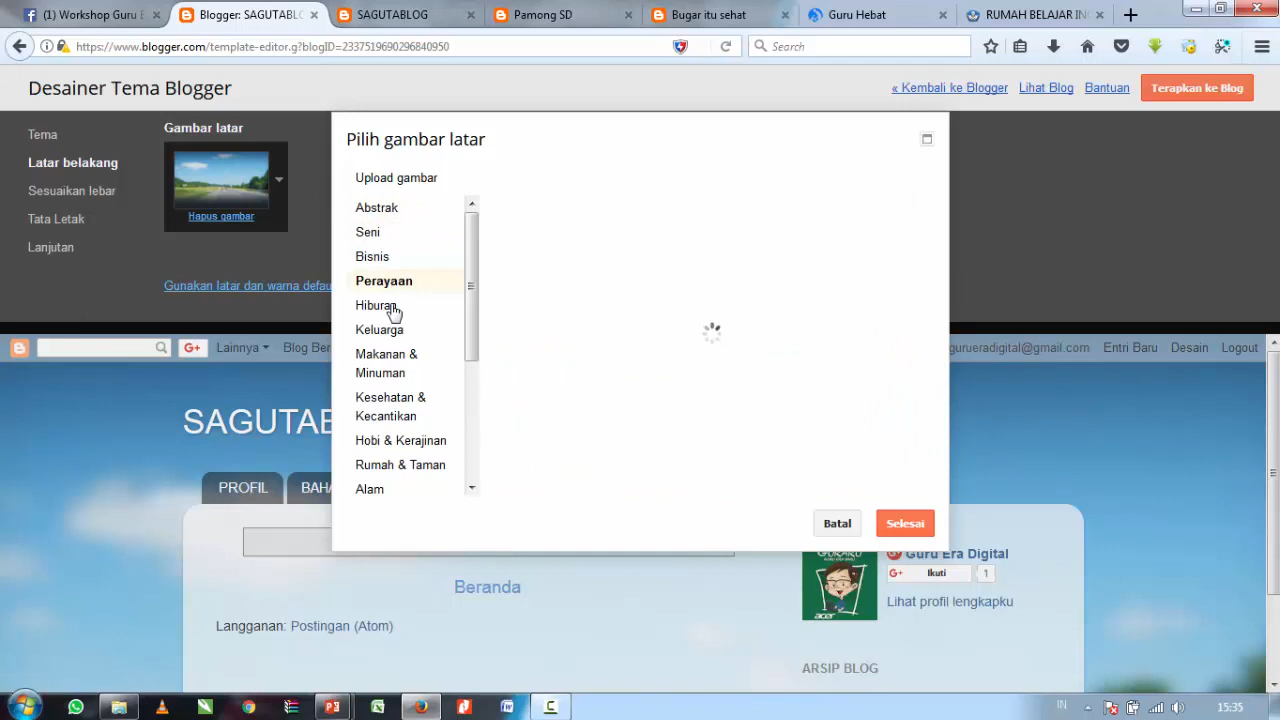 (1) Workshop Guru E
Blogger: SAGUTABLO
SAGUTABLOG
Pamong SD
Bugar itu sehat
Guru Hebat
RUMAH BELAJAR IN
https://www.blogger.com/template-editor.g?blogID=2337519690296840950
Search
Desainer Tema Blogger
« Kembali ke Blogger
Lihat Blog
Bantuan
Terapkan ke Blog
Tema
Latar belakang
Sesuaikan lebar
Tata Letak
Lanjutan
Gambar latar
Hapus gambar
Gunakan latar dan warna defau
Pilih gambar latar
Upload gambar
Abstrak
Seni
Bisnis
Perayaan
Hiburan
Keluarga
Makanan &
Minuman
Kesehatan &
Kecantikan
Hobi & Kerajinan
Rumah & Taman
Alam
Batal
Selesai
G+
Lainnya
Blog Ber
gurueradigital@gmail.com
Entri Baru
Desain
Logout
SAGUTAB
PROFIL
BAHA
Beranda
Langganan: Postingan (Atom)
Guru Era Digital
G+ Ikuti 1
Lihat profil lengkapku
acer
ARSIP BLOG
IN
15:35